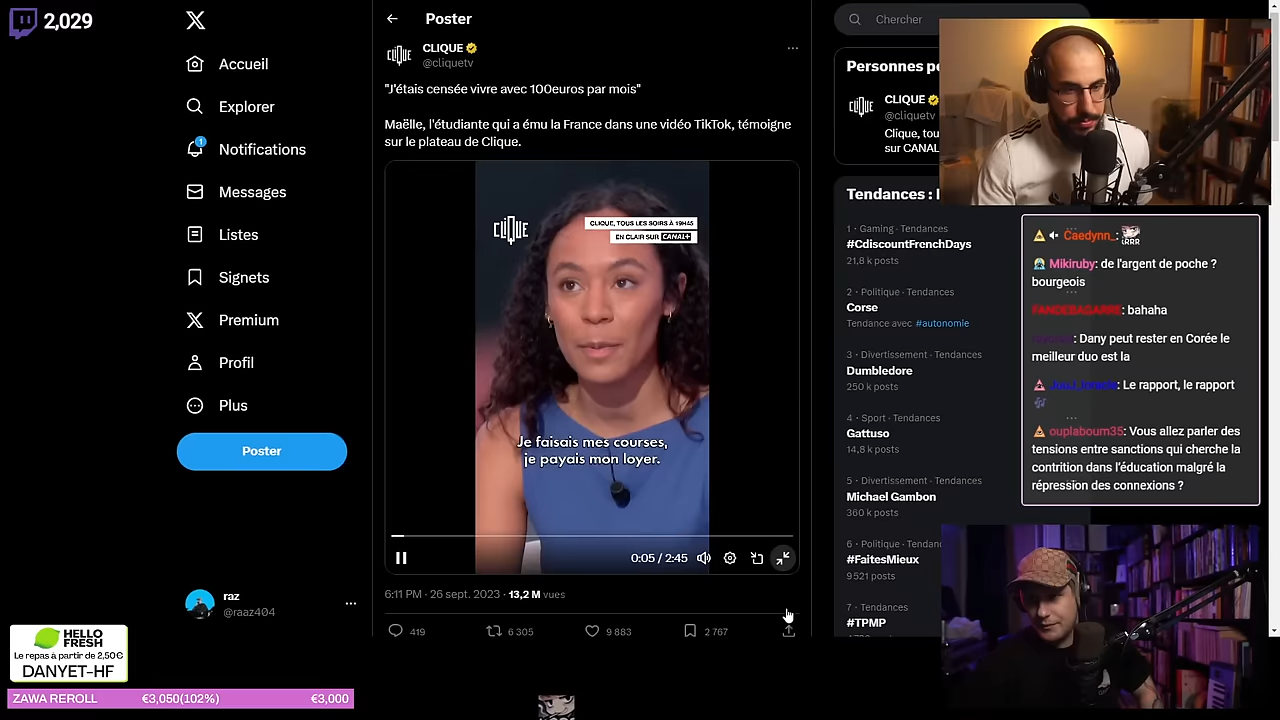 2,029
Accueil
Explorer
1
Notifications
Messages
Listes
Signets
Premium
Profil
Plus
Poster
raz
@raaz404
HELLO
FRESH
Le repas à partir de 2,50€
DANYET-HF
ZAWA REROLL €3,050(102%) €3,000
Poster
CLIQUE
@cliquetv
"J'étais censée vivre avec 100euros par mois"
Maëlle, l'étudiante qui a ému la France dans une vidéo TikTok, témoigne
sur le plateau de Clique.
CLIQUE
CLIQUE, TOUS LES SOIRS À 19H45
EN CLAIR SUR CANAL+
Je faisais mes courses,
je payais mon loyer.
0:05 / 2:45
6:11 PM · 26 sept. 2023 · 13,2 M vues
419 6 305 9 883 2 767
Chercher
Personnes pe
CLIQUE
CLIQUE
@cliquetv
Clique, tou
sur CANAL
Tendances :
1 · Gaming · Tendances
#CdiscountFrenchDays
21,8 k posts
2 · Politique · Tendances
Corse
Tendance avec #autonomie
3 · Divertissement · Tendances
Dumbledore
250 k posts
4 · Sport · Tendances
Gattuso
14,8 k posts
5 · Divertissement · Tendances
Michael Gambon
360 k posts
6 · Politique · Tendanc
#FaitesMieux
9 521 posts
7 · Tendances
#TPMP
Caedynn_:
Mikiruby: de l'argent de poche ?
bourgeois
FANDEBAGARRE: bahaha
: Dany peut rester en Corée le
meilleur duo est la
: Le rapport, le rapport
ouplaboum35: Vous allez parler des
tensions entre sanctions qui cherche la
contrition dans l'éducation malgré la
répression des connexions ?